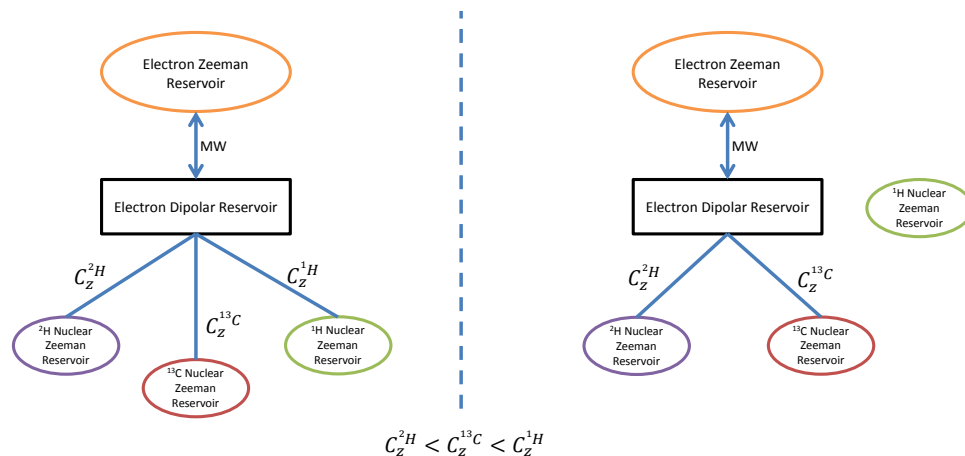 Electron Zeeman
Reservoir
MW
Electron Dipolar Reservoir
C_z^{2H}
C_z^{13C}
C_z^{1H}
²H Nuclear
Zeeman
Reservoir
¹³C Nuclear
Zeeman
Reservoir
¹H Nuclear
Zeeman
Reservoir
Electron Zeeman
Reservoir
MW
Electron Dipolar Reservoir
¹H Nuclear
Zeeman
Reservoir
C_z^{2H}
C_z^{13C}
²H Nuclear
Zeeman
Reservoir
¹³C Nuclear
Zeeman
Reservoir
C_z^{2H} < C_z^{13C} < C_z^{1H}